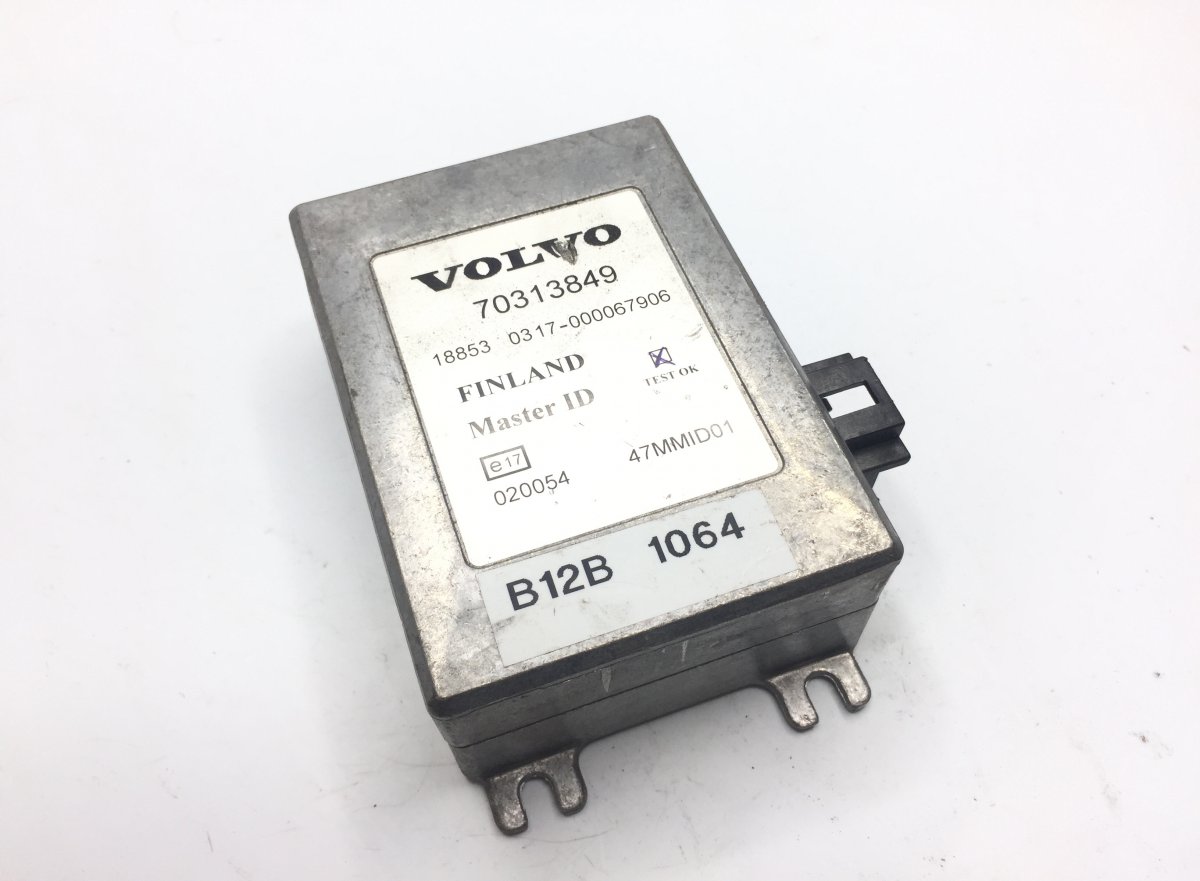 VOLVO
70313849
18853 0317-000067906
FINLAND
TEST OK
Master ID
e17
020054 47MMID01
B12B 1064